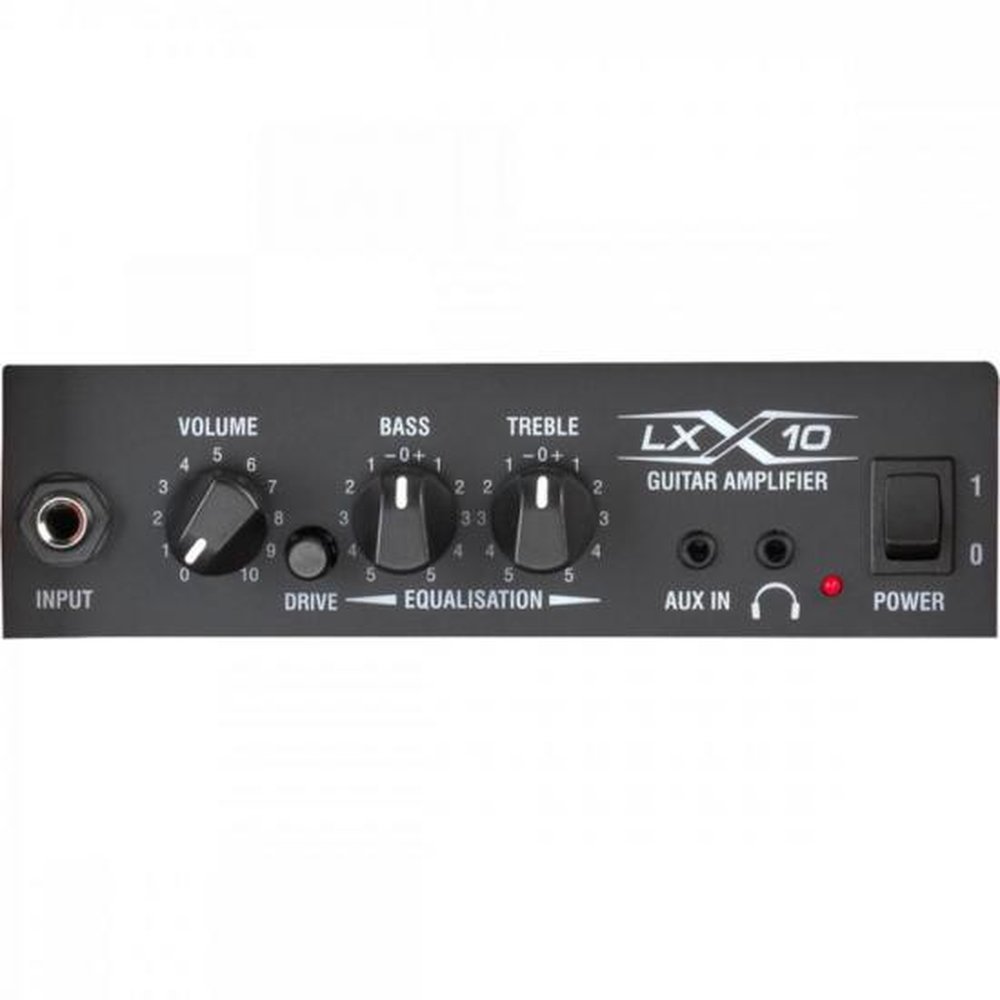 VOLUME
0 1 2 3 4 5 6 7 8 9 10
BASS
5 4 3 2 1 -0+ 1 2 3 4 5
TREBLE
5 4 3 2 1 -0+ 1 2 3 4 5
LXX10
GUITAR AMPLIFIER
1
0
INPUT
DRIVE
EQUALISATION
AUX IN
POWER